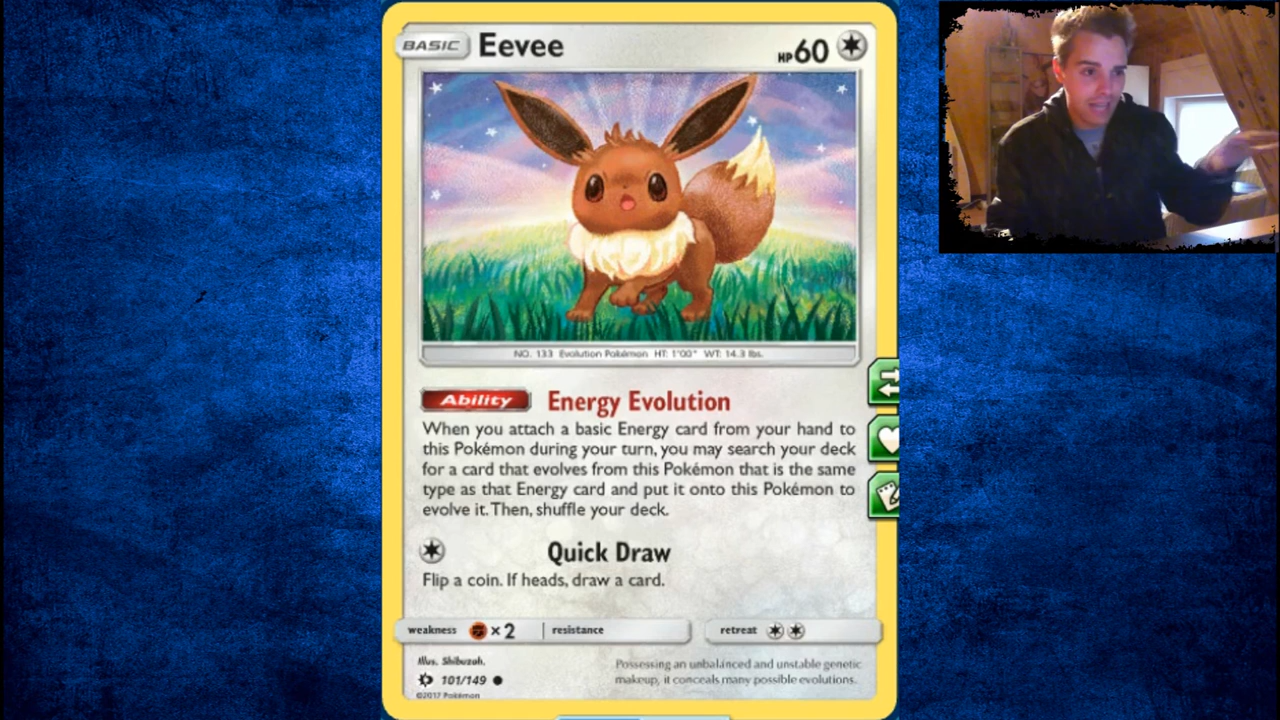 BASIC Eevee HP60
NO. 133 Evolution Pokémon HT: 1'00" WT: 14.3 lbs.
Ability Energy Evolution
When you attach a basic Energy card from your hand to
this Pokémon during your turn, you may search your deck
for a card that evolves from this Pokémon that is the same
type as that Energy card and put it onto this Pokémon to
evolve it. Then, shuffle your deck.
Quick Draw
Flip a coin. If heads, draw a card.
weakness ×2 resistance retreat
Illus. Shibuzoh.
101/149
©2017 Pokémon
Possessing an unbalanced and unstable genetic
makeup, it conceals many possible evolutions.